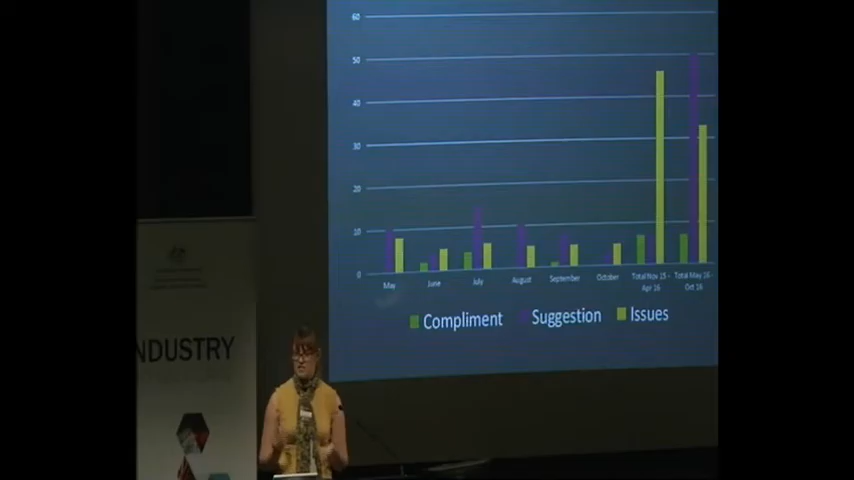 60
50
40
30
20
10
0
May
June
July
August
September
October
Total Nov 15 -
Apr 16
Total May 16 -
Oct 16
Compliment
Suggestion
Issues
NDUSTRY